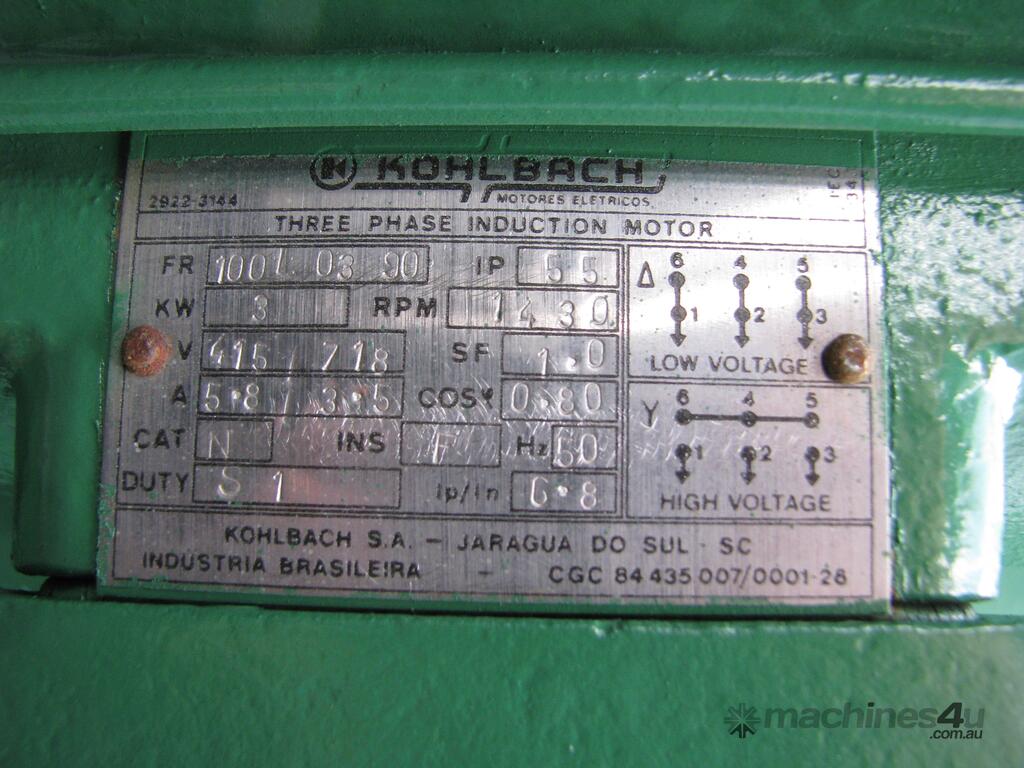 KOHLBACH
MOTORES ELETRICOS
2922-3144
THREE PHASE INDUCTION MOTOR
FR 100L 03 90 IP 55
KW 3 RPM 1430
V 415 / 718 SF 1.0
A 5.8 / 3.5 COSφ 0.80
CAT N INS F Hz 50
DUTY S1 Ip/In 6.8
Δ 6 4 5
1 2 3
LOW VOLTAGE
Y 6 4 5
1 2 3
HIGH VOLTAGE
KOHLBACH S.A. - JARAGUA DO SUL - SC
INDUSTRIA BRASILEIRA - CGC 84 435 007/0001-26
machines4u
.com.au